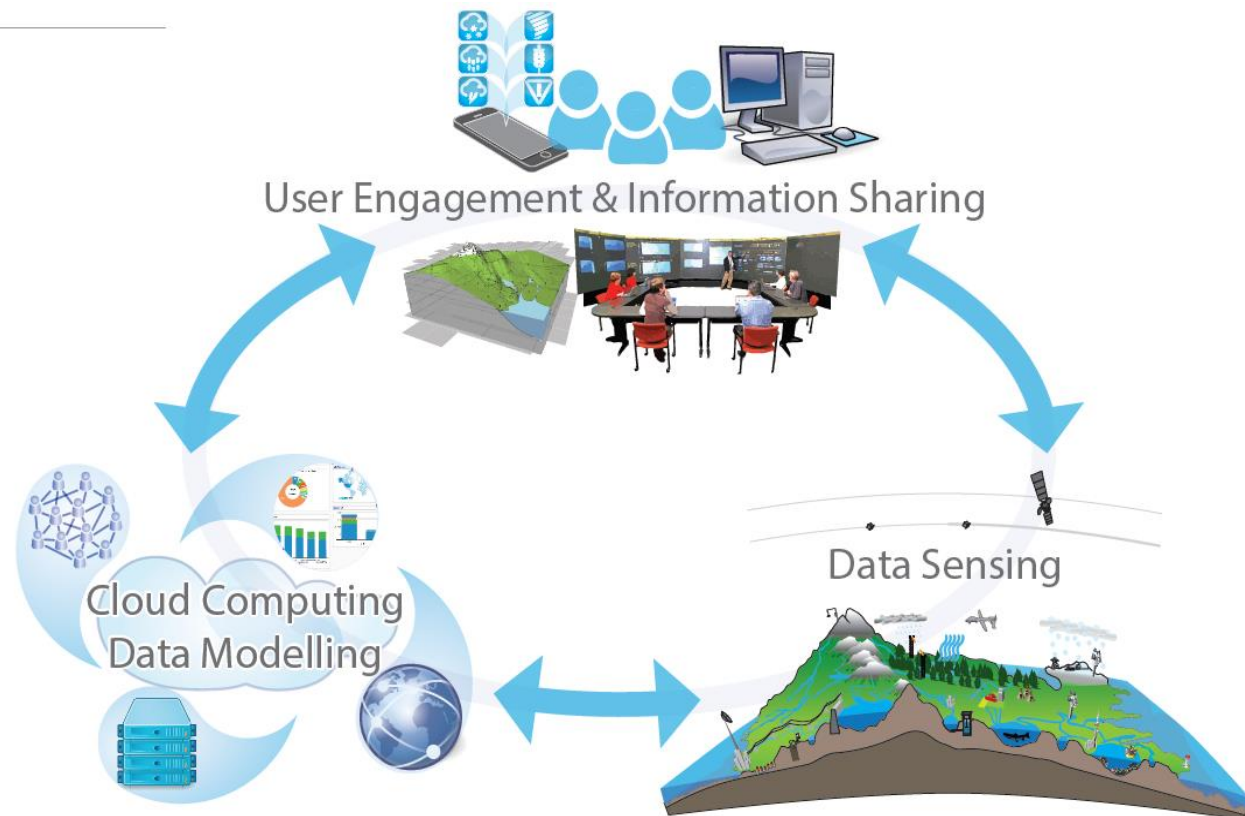 User Engagement & Information Sharing
Cloud Computing
Data Modelling
Data Sensing